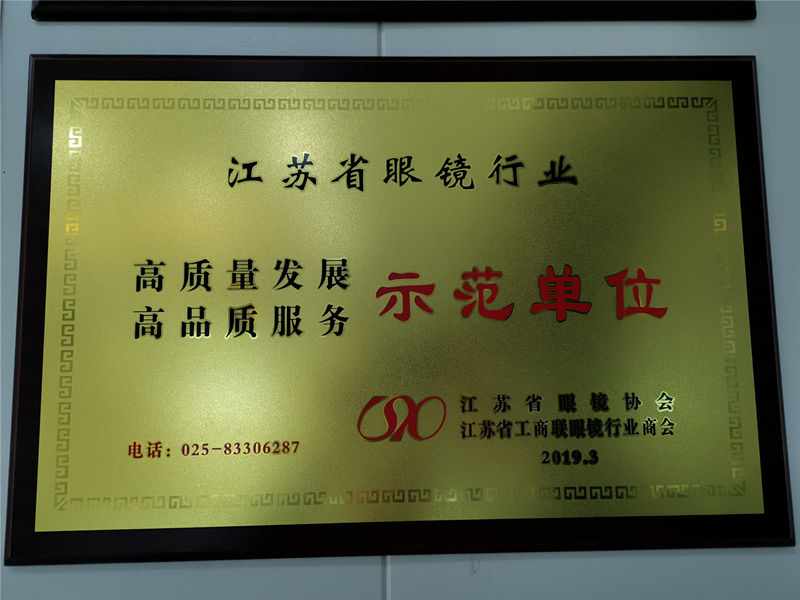 江苏省眼镜行业
高质量发展
高品质服务
示范单位
江苏省眼镜协会
江苏省工商联眼镜行业商会
2019.3
电话：025-83306287